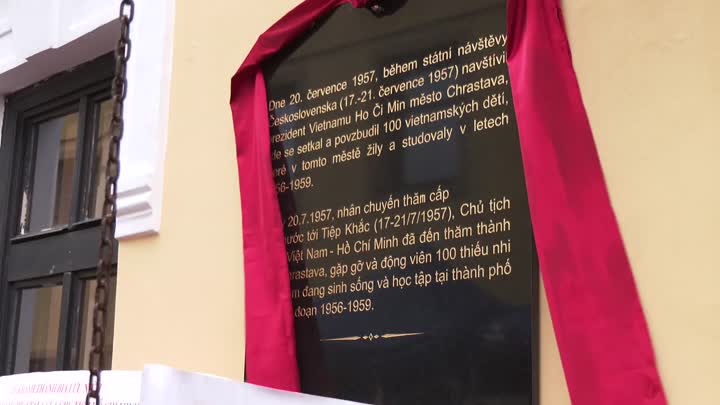 Dne 20. července 1957, během státní návštěvy
Československa (17.-21. července 1957) navštívil
prezident Vietnamu Ho Či Min město Chrastava,
kde se setkal a povzbudil 100 vietnamských dětí,
které v tomto městě žily a studovaly v letech
1956-1959.
20.7.1957, nhân chuyến thăm cấp
nước tới Tiệp Khắc (17-21/7/1957), Chủ tịch
Việt Nam - Hồ Chí Minh đã đến thăm thành
Chrastava, gặp gỡ và động viên 100 thiếu nhi
đang sinh sống và học tập tại thành phố
đoạn 1956-1959.